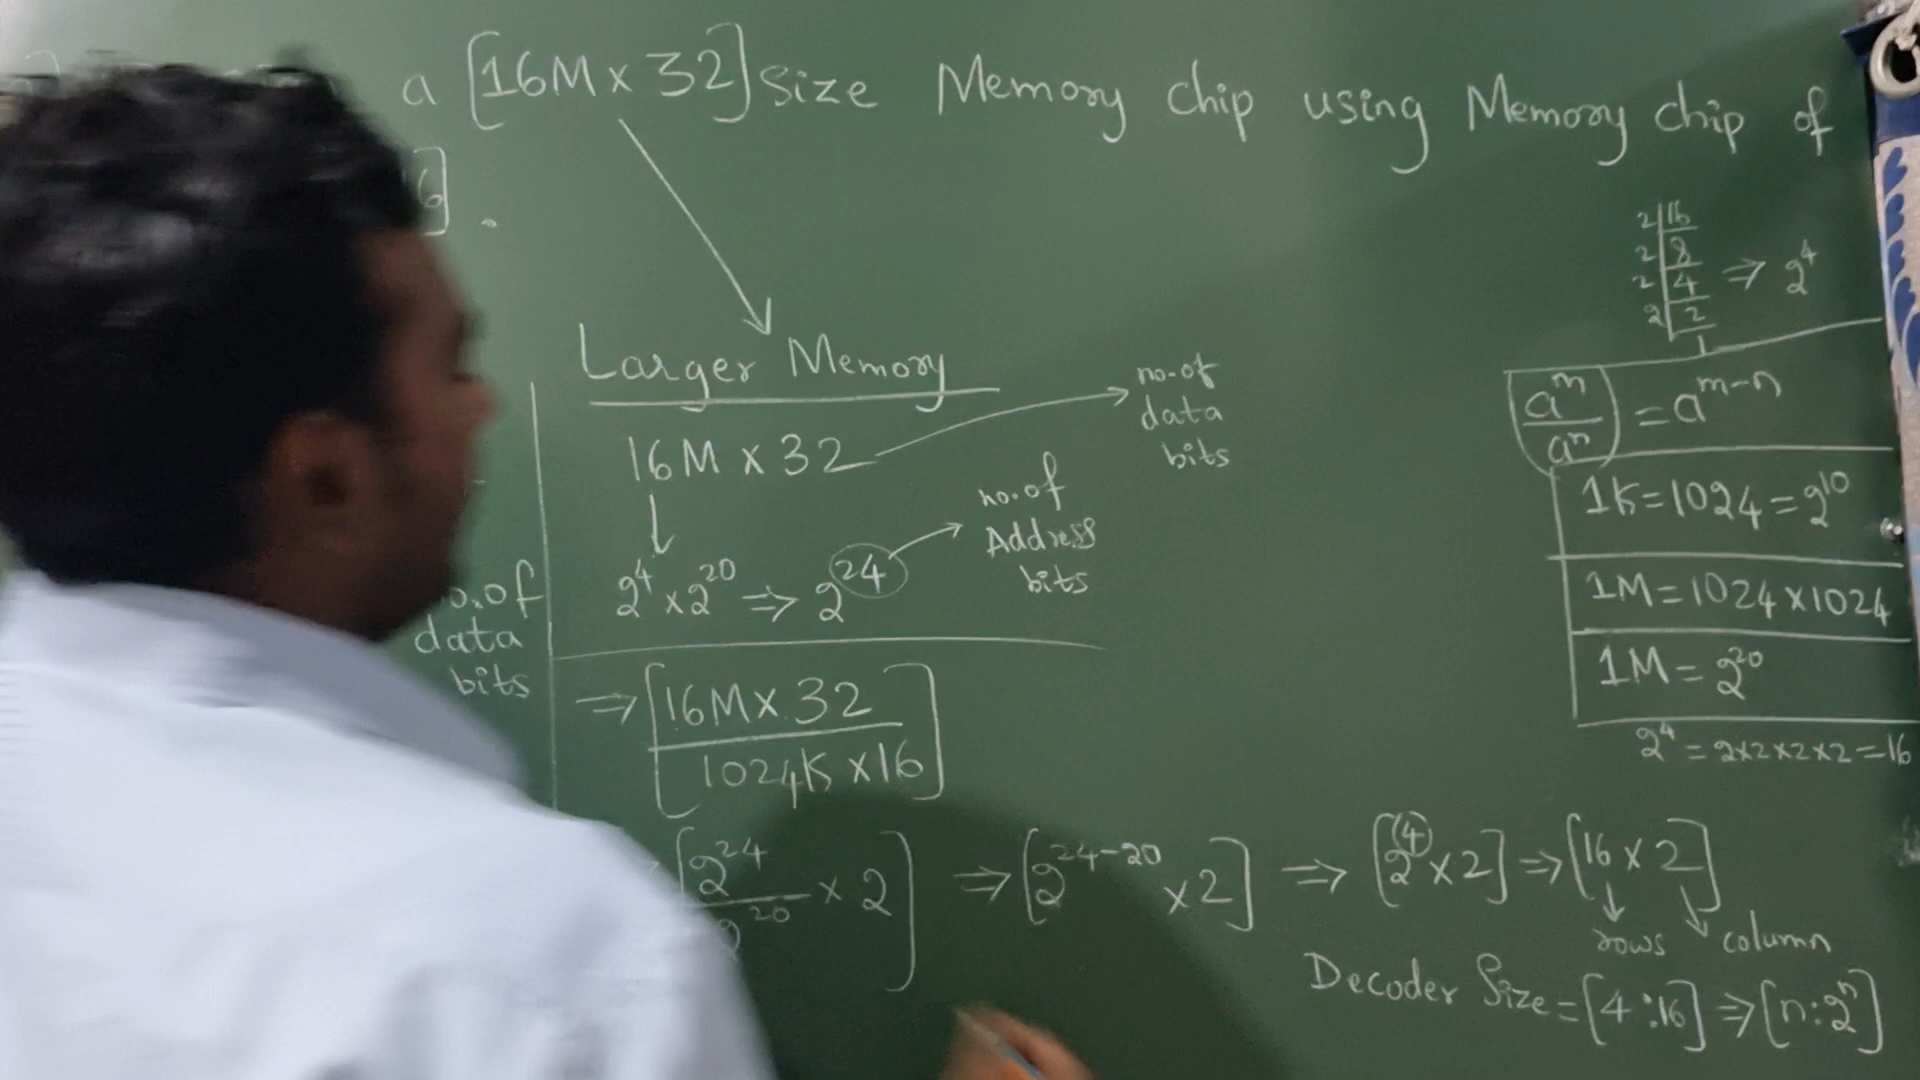 a [16M x 32] Size Memory chip using Memory chip of
6] .
2 | 16
2 | 8
2 | 4 ⇒ 2^4
2 | 2
1
Larger Memory
16M x 32
no. of
data
bits
2^4 x 2^20 ⇒ 2^24
no. of
Address
bits
o. of
data
bits
a^m / a^n = a^m-n
1K = 1024 = 2^10
1M = 1024 x 1024
1M = 2^20
2^4 = 2x2x2x2 = 16
⇒ [16M x 32 / 1024K x 16]
[2^24 / 2^20 x 2] ⇒ [2^24-20 x 2] ⇒ [2^4 x 2] ⇒ [16 x 2]
rows column
Decoder Size = [4:16] ⇒ [n:2^n]